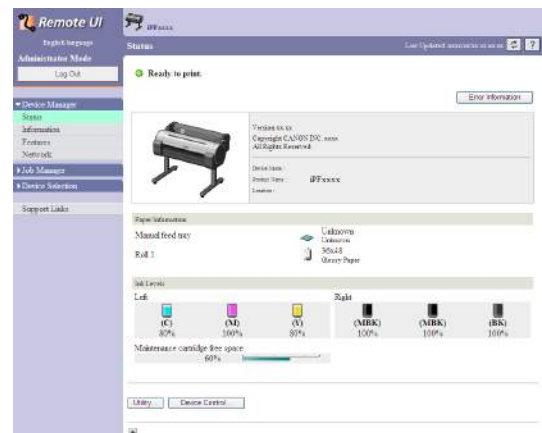 Remote UI
iPFxxxx
English language
Status
Last Updated
Administrator Mode
Log Out
Ready to print.
Error Information
Device Manager
Status
Information
Features
Network
Job Manager
Device Selection
Support Links
Version xx.xx
Copyright CANON INC. xxxx
All Rights Reserved
Device Name :
Product Name : iPFxxxx
Location :
Paper Information
Manual feed tray
Unknown
Unknown
Roll 1
36x48
Glossy Paper
Ink Levels
Left
Right
(C)
(M)
(Y)
(MBK)
(MBK)
(BK)
80%
100%
80%
100%
100%
100%
Maintenance cartridge free space
60%
Utility
Device Control